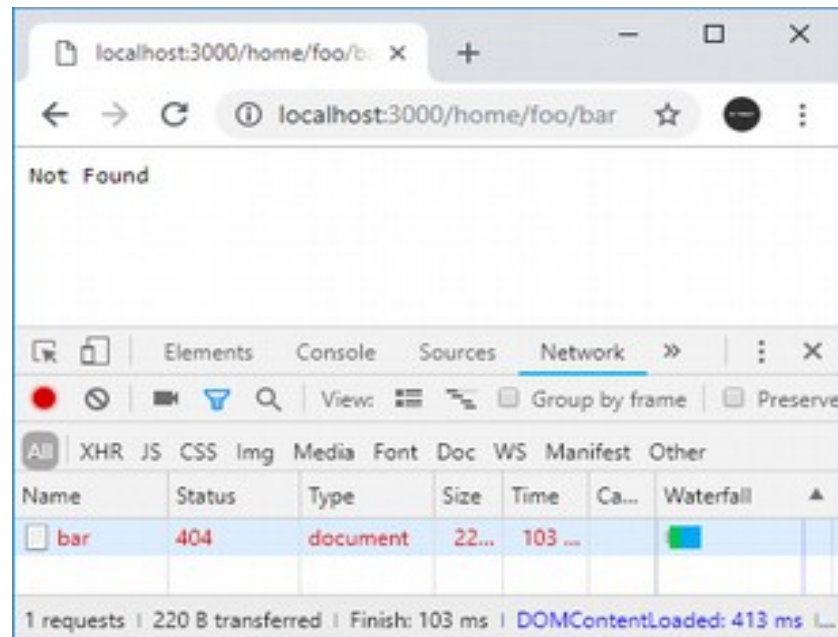 localhost:3000/home/foo/b
localhost:3000/home/foo/bar
Not Found
Elements Console Sources Network »
View: Group by frame Preserve
All XHR JS CSS Img Media Font Doc WS Manifest Other
Name Status Type Size Time Ca... Waterfall
bar 404 document 22... 103 ...
1 requests | 220 B transferred | Finish: 103 ms | DOMContentLoaded: 413 ms | L...